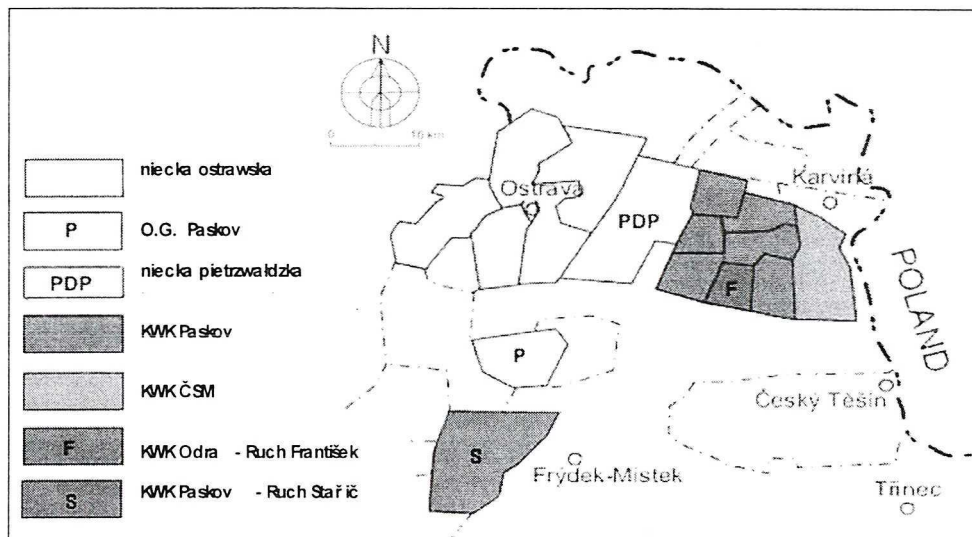 N
0 16 km
niecka ostrawska
P O.G. Paskov
PDP niecka pietrzwałdzka
KWK Paskov
KWK ČSM
F KWK Odra - Ruch František
S KWK Paskov - Ruch Staříč
Ostrava
PDP
Karviná
F
POLAND
P
Český Těšín
S
Frýdek-Místek
Třinec